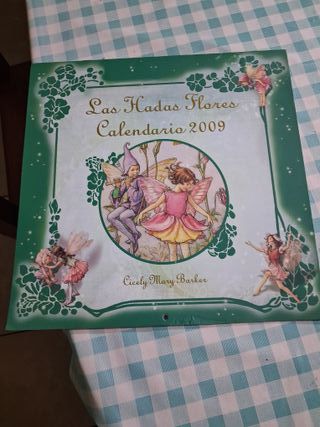 Las Hadas Flores
Calendario 2009
Cicely Mary Barker